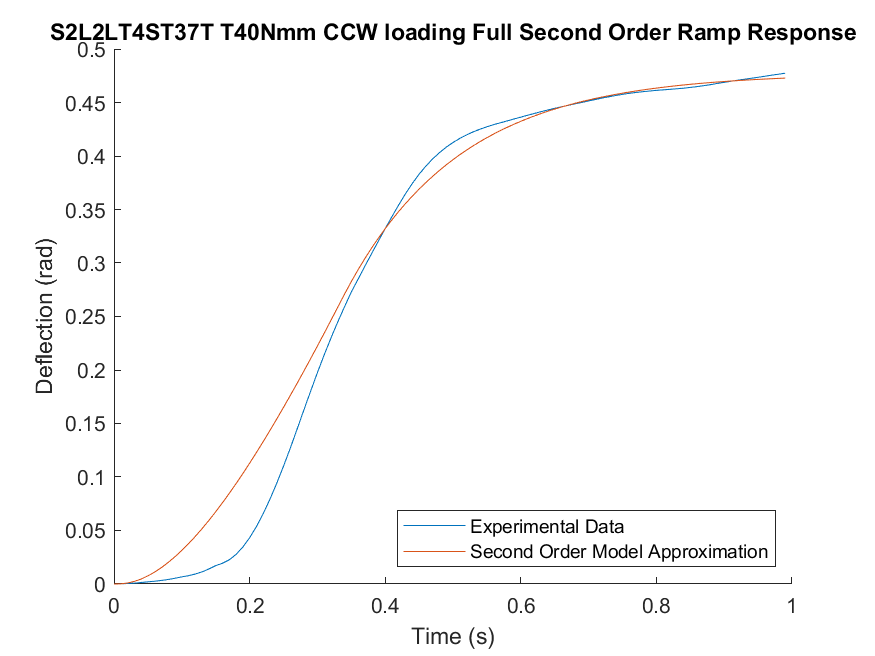 S2L2LT4ST37T T40Nmm CCW loading Full Second Order Ramp Response
0.5
0.45
0.4
0.35
0.3
0.25
0.2
0.15
0.1
0.05
0
Deflection (rad)
Experimental Data
Second Order Model Approximation
0 0.2 0.4 0.6 0.8 1
Time (s)